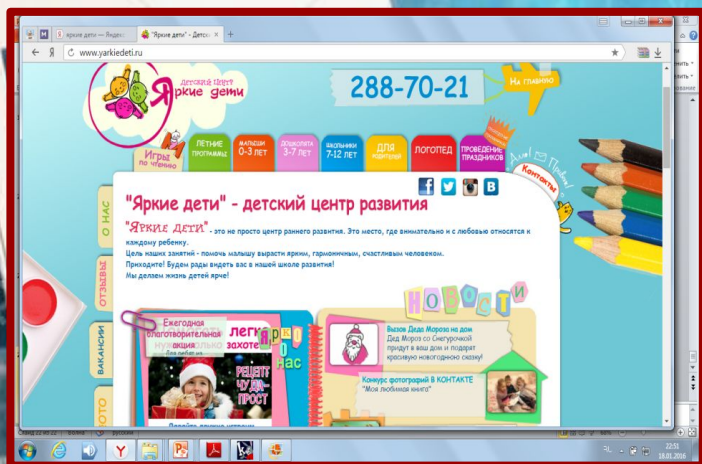 яркие дети — Яндекс
"Яркие дети" - Детски
www.yarkiedeti.ru
детский центр
Яркие дети
288-70-21
На главную
Игры по чтению
ЛЕТНИЕ ПРОГРАММЫ
МАЛЫШИ 0-3 ЛЕТ
ДОШКОЛЯТА 3-7 ЛЕТ
ШКОЛЬНИКИ 7-12 ЛЕТ
ДЛЯ РОДИТЕЛЕЙ
ЛОГОПЕД
ПРОВЕДЕНИЕ ПРАЗДНИКОВ
Контакты
О НАС
ОТЗЫВЫ
ВАКАНСИИ
ФОТО
"Яркие дети" - детский центр развития
"Яркие дети" - это не просто центр раннего развития. Это место, где внимательно и с любовью относятся к
каждому ребенку.
Цель наших занятий - помочь малышу вырасти ярким, гармоничным, счастливым человеком.
Приходите! Будем рады видеть вас в нашей школе развития!
Мы делаем жизнь детей ярче!
Ежегодная
благотворительная
акция
легко
захотеть
РЕЦЕПТ
ЧУДА-
ПРОСТ
Ярко
о
нас
НОВОСТИ
Вызов Деда Мороза на дом
Дед Мороз со Снегурочкой
придут в ваш дом и подарят
красивую новогоднюю сказку!
Конкурс фотографий В КОНТАКТЕ
"Моя любимая книга"
22:51
18.01.2016